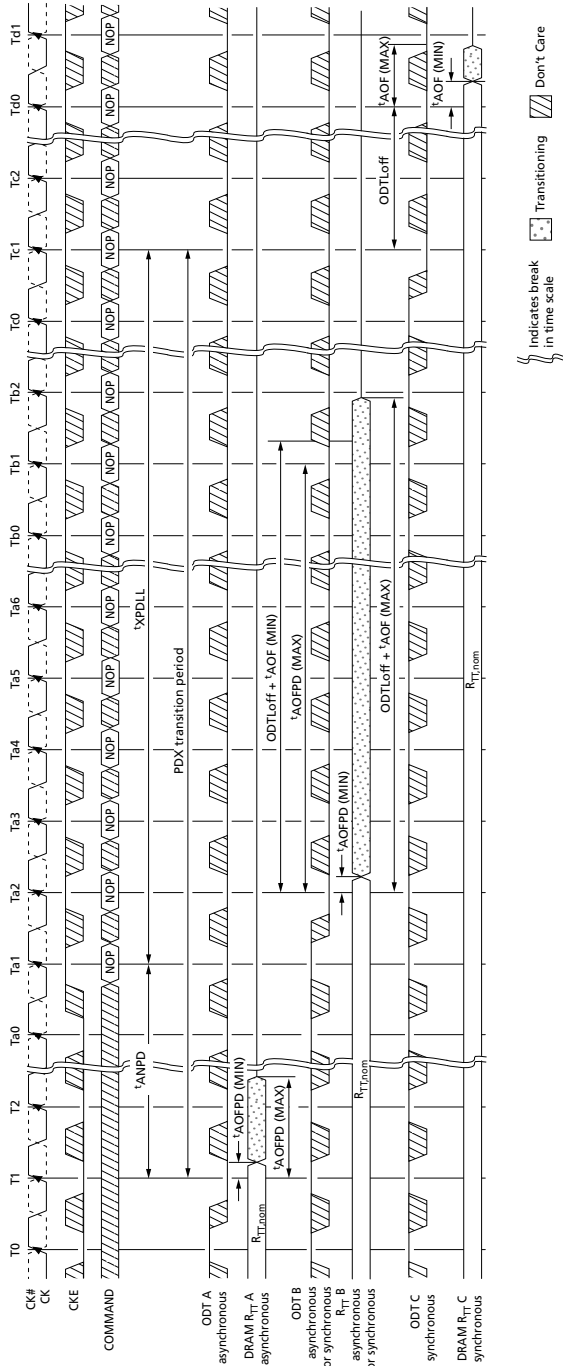 T0 T1 T2 Ta0 Ta1 Ta2 Ta3 Ta4 Ta5 Ta6 Tb0 Tb1 Tb2 Tc0 Tc1 Tc2 Td0 Td1
CK#
CK
CKE
COMMAND
NOP NOP NOP NOP NOP NOP NOP NOP NOP NOP NOP NOP NOP NOP
tANPD
tXPDLL
PDX transition period
ODT A
asynchronous
tAOFPD (MIN)
DRAM RTT A
asynchronous
RTT,nom
tAOFPD (MAX)
ODTLoff + tAOF (MIN)
tAOFPD (MAX)
ODT B
asynchronous
or synchronous
tAOFPD (MIN)
RTT B
asynchronous
or synchronous
RTT,nom
ODTLoff + tAOF (MAX)
ODTLoff
tAOF (MAX)
ODT C
synchronous
tAOF (MIN)
DRAM RTT C
synchronous
RTT,nom
Indicates break
in time scale
Transitioning
Don't Care